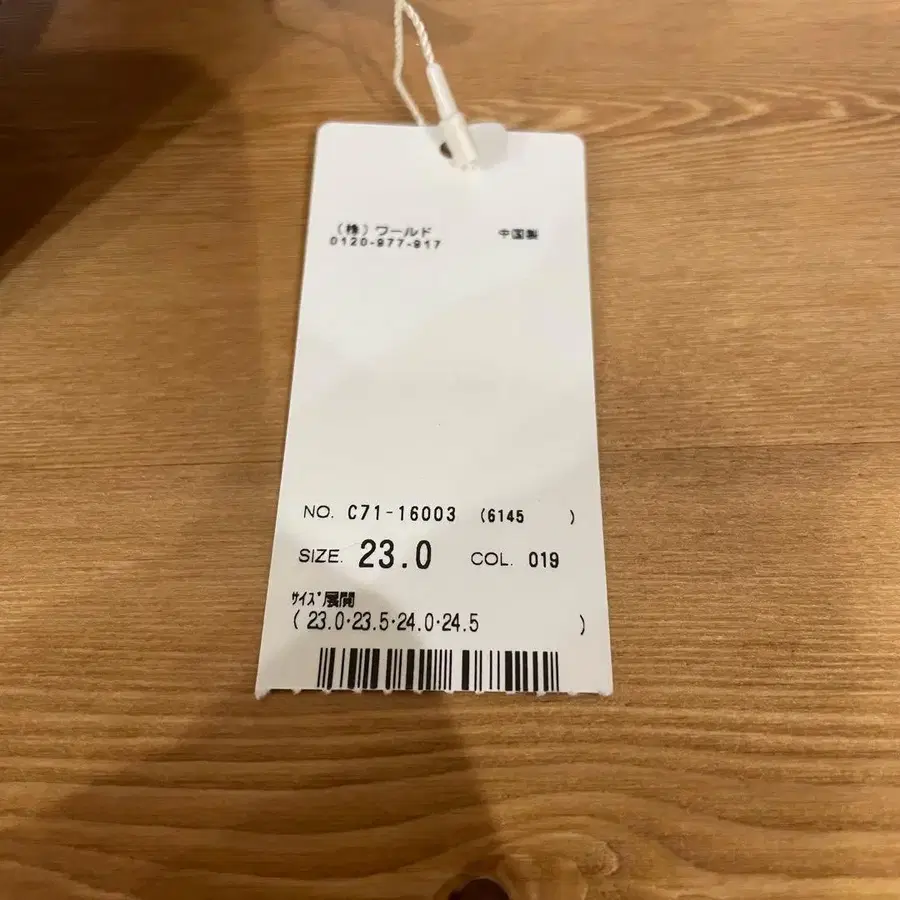 (株)ワールド 中国製
0120-977-917
NO. C71-16003 (6145 )
SIZE. 23.0 COL. 019
ｻｲｽﾞ展開
( 23.0･23.5･24.0･24.5 )